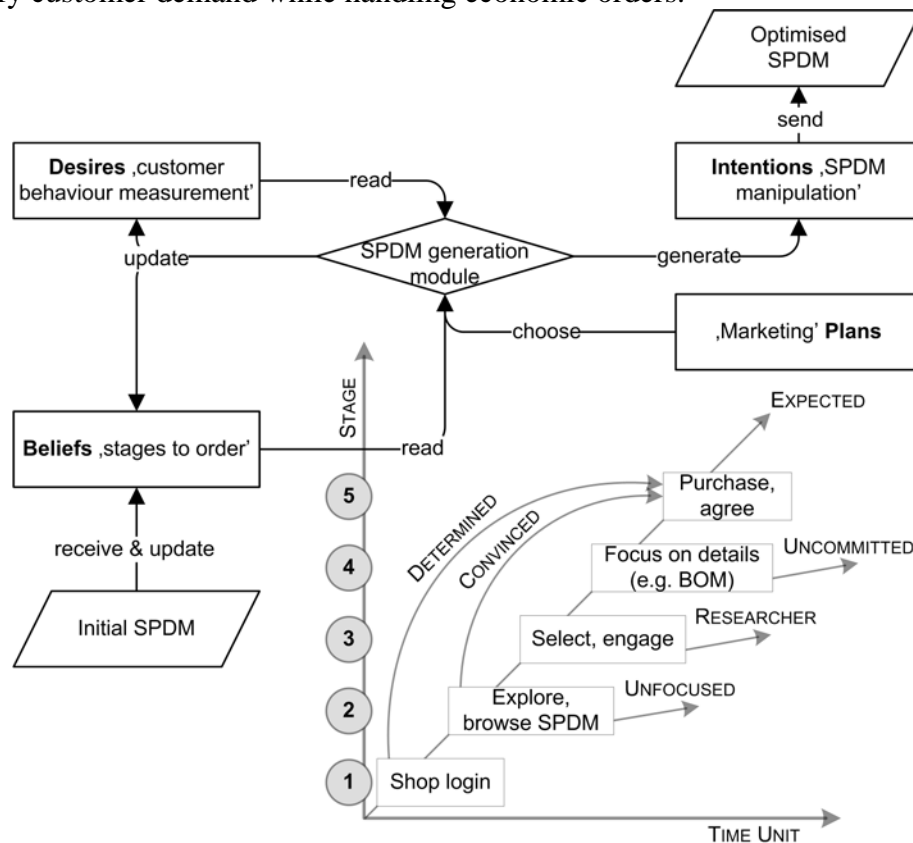 ry customer demand while handling economic orders.
Optimised
SPDM
send
Desires ‚customer
behaviour measurement’
read
Intentions ‚SPDM
manipulation’
SPDM generation
module
update
generate
choose
‚Marketing’ Plans
STAGE
EXPECTED
Beliefs ‚stages to order’
read
5
Purchase,
agree
DETERMINED
CONVINCED
receive & update
4
Focus on details
(e.g. BOM)
UNCOMMITTED
Initial SPDM
3
Select, engage
RESEARCHER
2
Explore,
browse SPDM
UNFOCUSED
1
Shop login
TIME UNIT